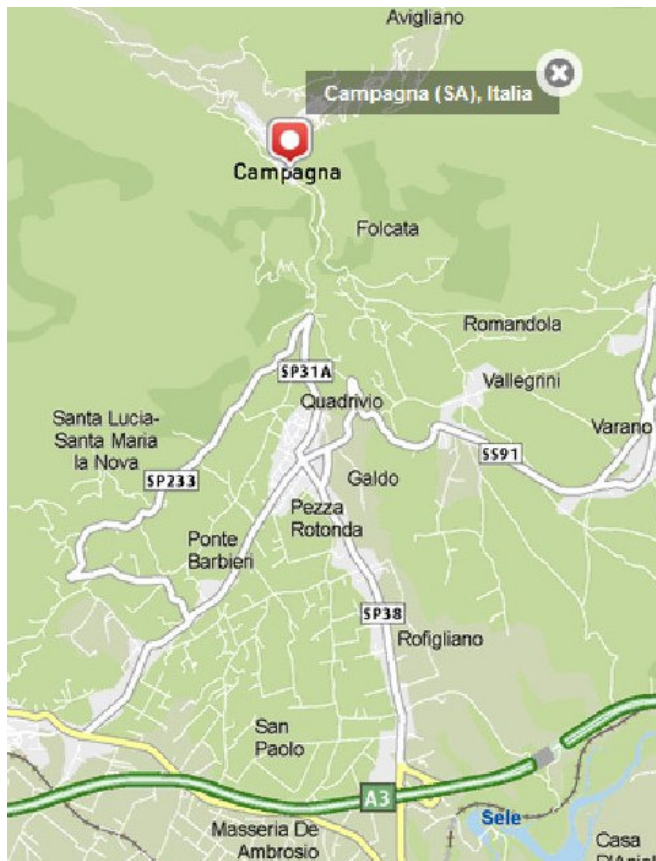 Avigliano
Campagna (SA), Italia
Campagna
Folcata
Romandola
SP31A
Vallegrini
Quadrivio
Santa Lucia-
Santa Maria
la Nova
Varano
SS91
SP233
Galdo
Pezza
Rotonda
Ponte
Barbieri
SP38
Rofigliano
San
Paolo
A3
Sele
Masseria De
Ambrosio
Casa